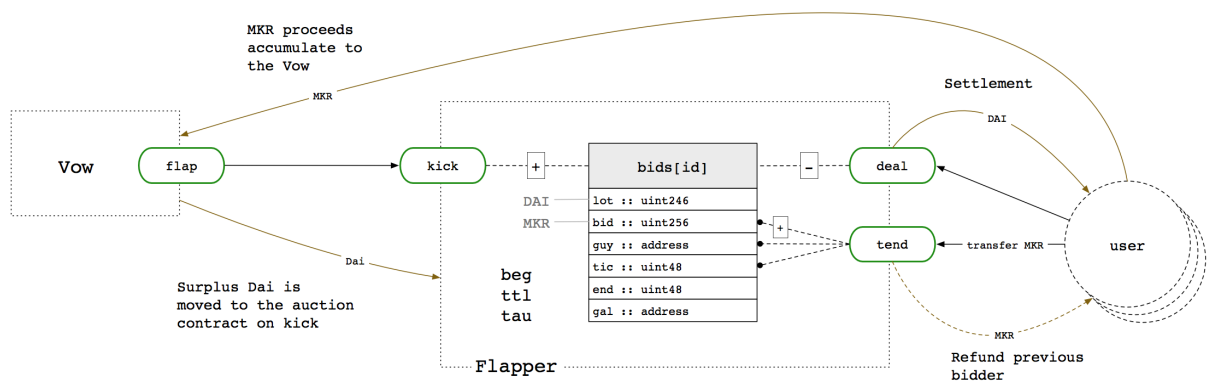 MKR proceeds
accumulate to
the Vow
MKR
Settlement
DAI
Vow
flap
kick
+
bids[id]
-
deal
DAI
lot :: uint246
MKR
bid :: uint256
+
guy :: address
tend
transfer MKR
user
tic :: uint48
Dai
beg
ttl
tau
end :: uint48
gal :: address
Surplus Dai is
moved to the auction
contract on kick
MKR
Refund previous
bidder
Flapper